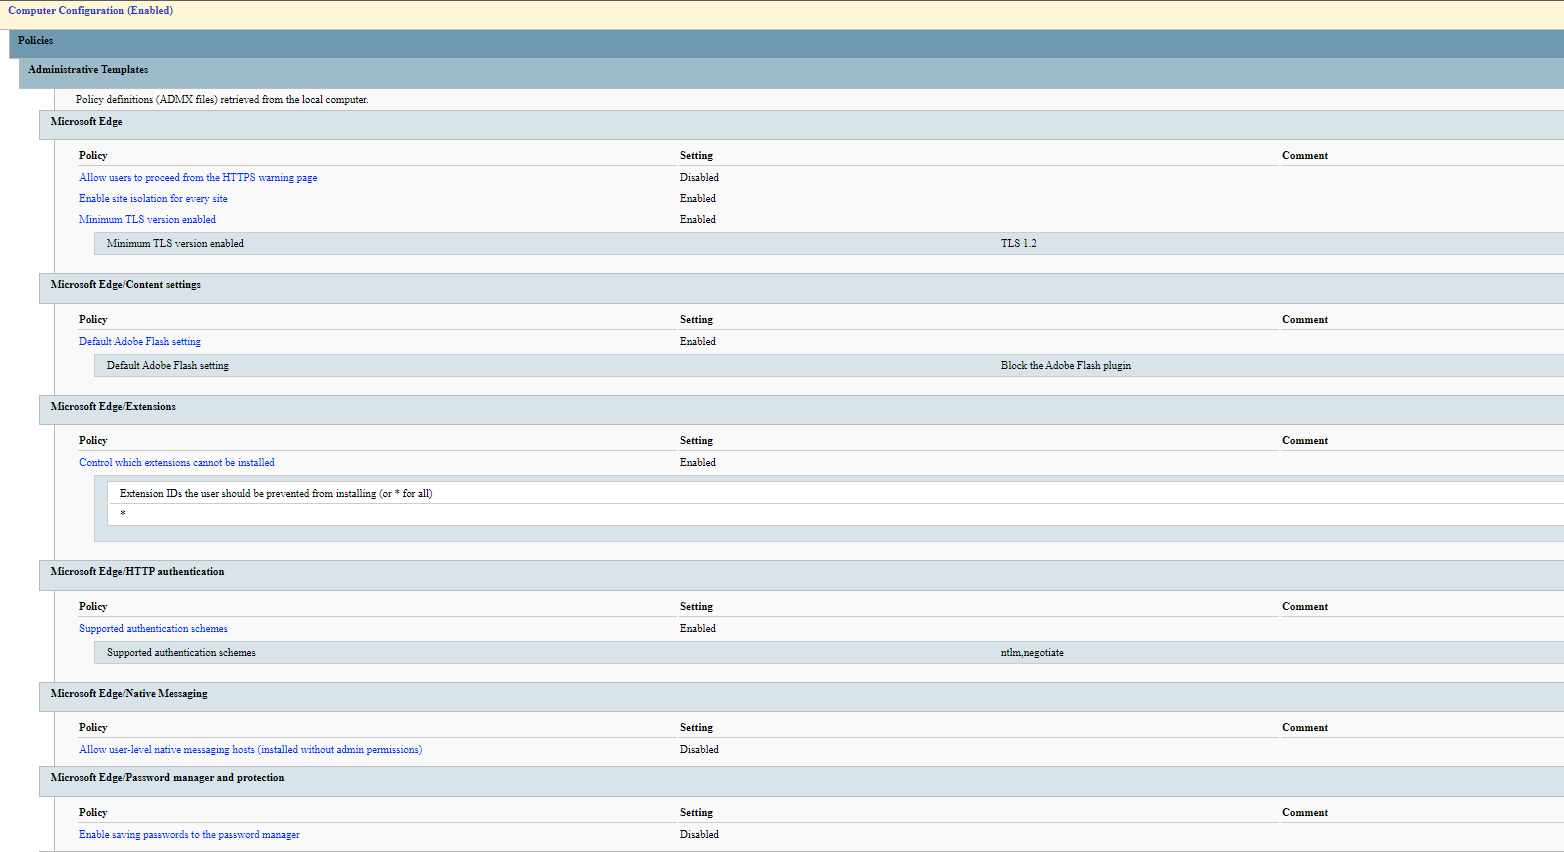 Computer Configuration (Enabled)
Policies
Administrative Templates
Policy definitions (ADMX files) retrieved from the local computer.
Microsoft Edge
Policy Setting Comment
Allow users to proceed from the HTTPS warning page Disabled
Enable site isolation for every site Enabled
Minimum TLS version enabled Enabled
Minimum TLS version enabled TLS 1.2
Microsoft Edge/Content settings
Policy Setting Comment
Default Adobe Flash setting Enabled
Default Adobe Flash setting Block the Adobe Flash plugin
Microsoft Edge/Extensions
Policy Setting Comment
Control which extensions cannot be installed Enabled
Extension IDs the user should be prevented from installing (or * for all)
*
Microsoft Edge/HTTP authentication
Policy Setting Comment
Supported authentication schemes Enabled
Supported authentication schemes ntlm,negotiate
Microsoft Edge/Native Messaging
Policy Setting Comment
Allow user-level native messaging hosts (installed without admin permissions) Disabled
Microsoft Edge/Password manager and protection
Policy Setting Comment
Enable saving passwords to the password manager Disabled